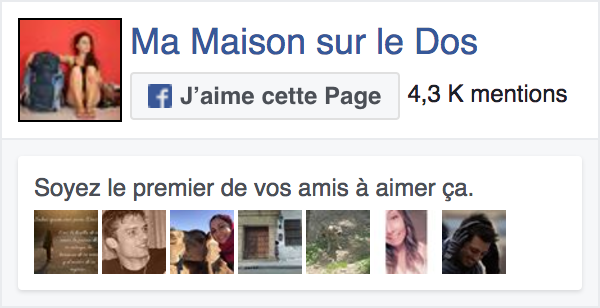 Ma Maison sur le Dos
J’aime cette Page
4,3 K mentions
Soyez le premier de vos amis à aimer ça.